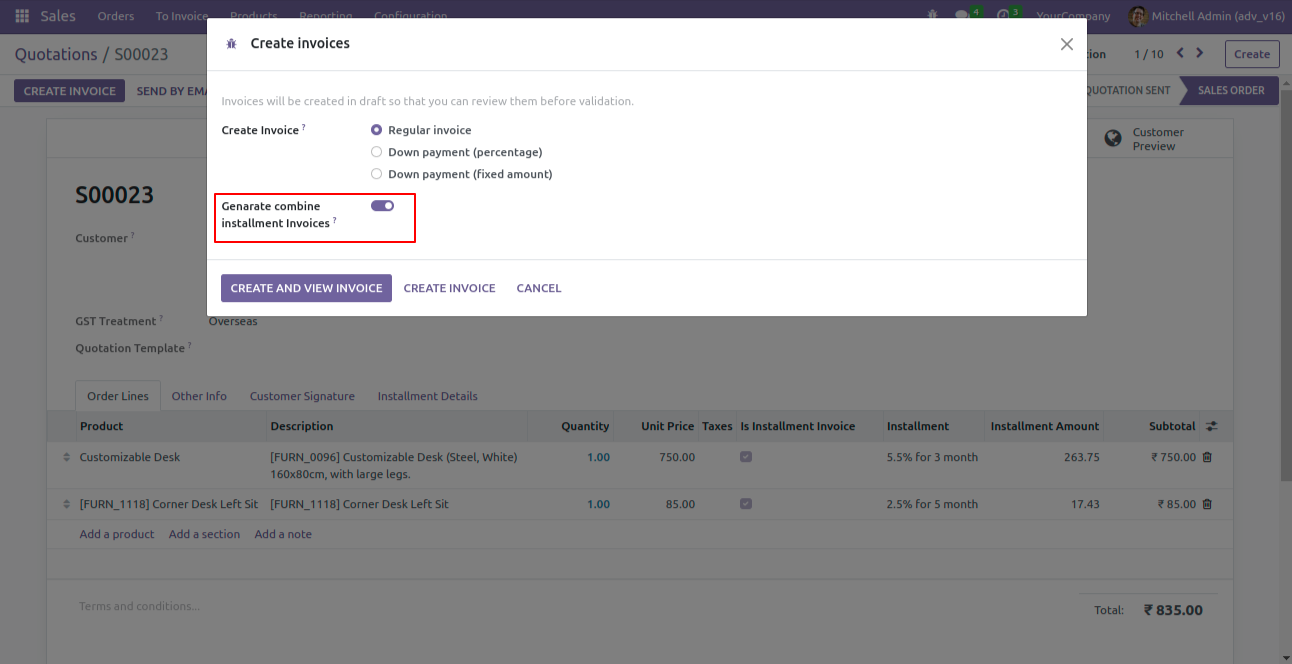 Sales Orders To Invoice Products Reporting Configuration 4 3 YourCompany Mitchell Admin (adv_v16)
Quotations / S00023
1 / 10
Create
CREATE INVOICE SEND BY EMA
QUOTATION SENT SALES ORDER
Create invoices
Invoices will be created in draft so that you can review them before validation.
Create Invoice ?
Regular invoice
Down payment (percentage)
Down payment (fixed amount)
Genarate combine
installment Invoices ?
CREATE AND VIEW INVOICE CREATE INVOICE CANCEL
Customer
Preview
S00023
Customer ?
GST Treatment ? Overseas
Quotation Template ?
Order Lines Other Info Customer Signature Installment Details
Product Description Quantity Unit Price Taxes Is Installment Invoice Installment Installment Amount Subtotal
Customizable Desk [FURN_0096] Customizable Desk (Steel, White) 1.00 750.00 5.5% for 3 month 263.75 ₹ 750.00
160x80cm, with large legs.
[FURN_1118] Corner Desk Left Sit [FURN_1118] Corner Desk Left Sit 1.00 85.00 2.5% for 5 month 17.43 ₹ 85.00
Add a product Add a section Add a note
Terms and conditions...
Total: ₹ 835.00